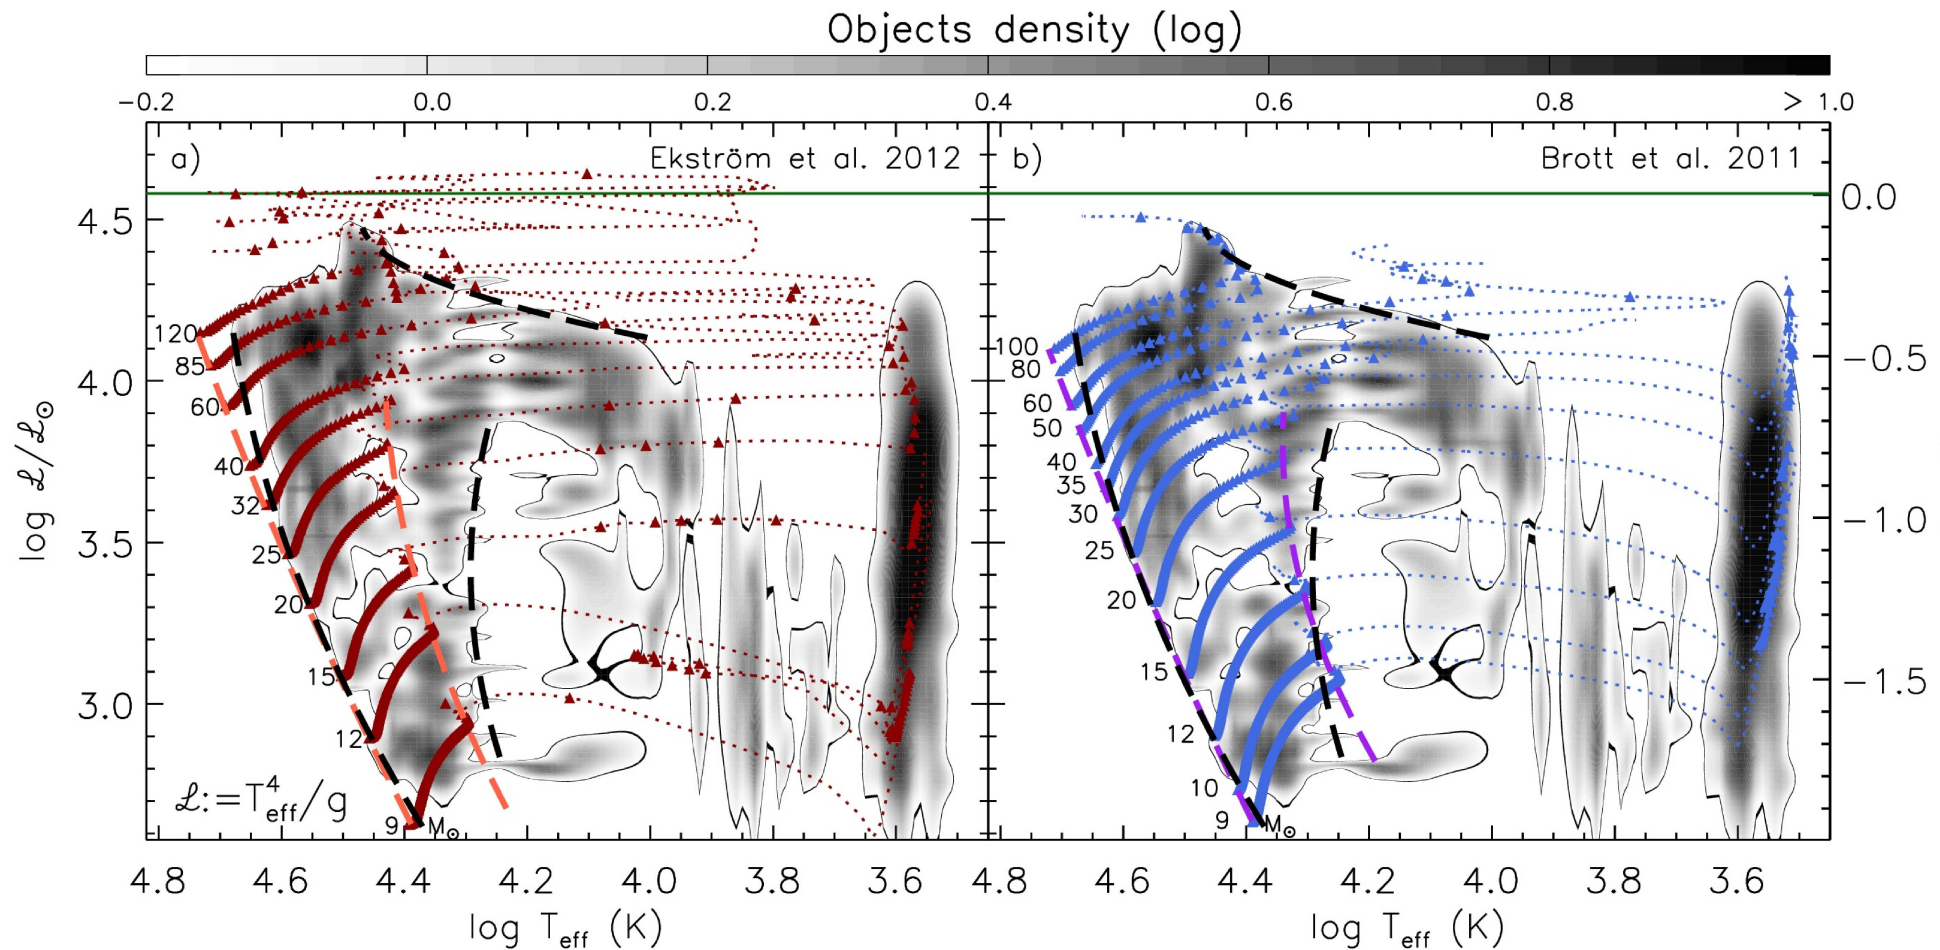 Objects density (log)
−0.2 0.0 0.2 0.4 0.6 0.8 > 1.0
a) Ekström et al. 2012
b) Brott et al. 2011
log ℒ/ℒ⊙
4.5
4.0
3.5
3.0
120
85
60
40
32
25
20
15
12
9 M⊙
ℒ:=T⁴eff/g
100
80
60
50
40
35
30
25
20
15
12
10
9 M⊙
0.0
−0.5
−1.0
−1.5
4.8 4.6 4.4 4.2 4.0 3.8 3.6
4.8 4.6 4.4 4.2 4.0 3.8 3.6
log Teff (K)
log Teff (K)